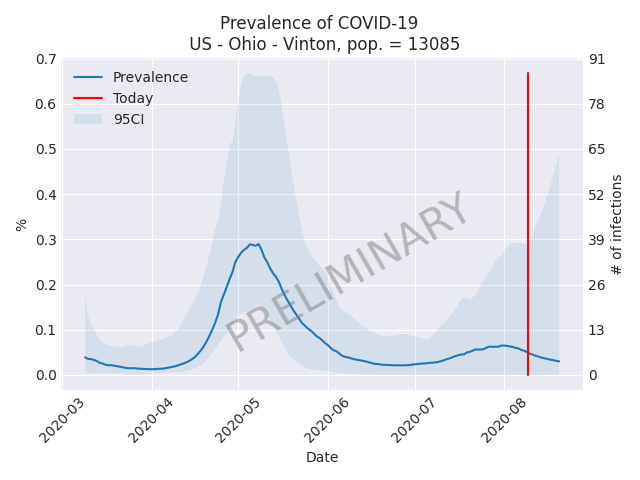 Prevalence of COVID-19
US - Ohio - Vinton, pop. = 13085
Prevalence
Today
95CI
PRELIMINARY
%
0.7
0.6
0.5
0.4
0.3
0.2
0.1
0.0
91
78
65
52
39
26
13
0
# of infections
2020-03
2020-04
2020-05
2020-06
2020-07
2020-08
Date